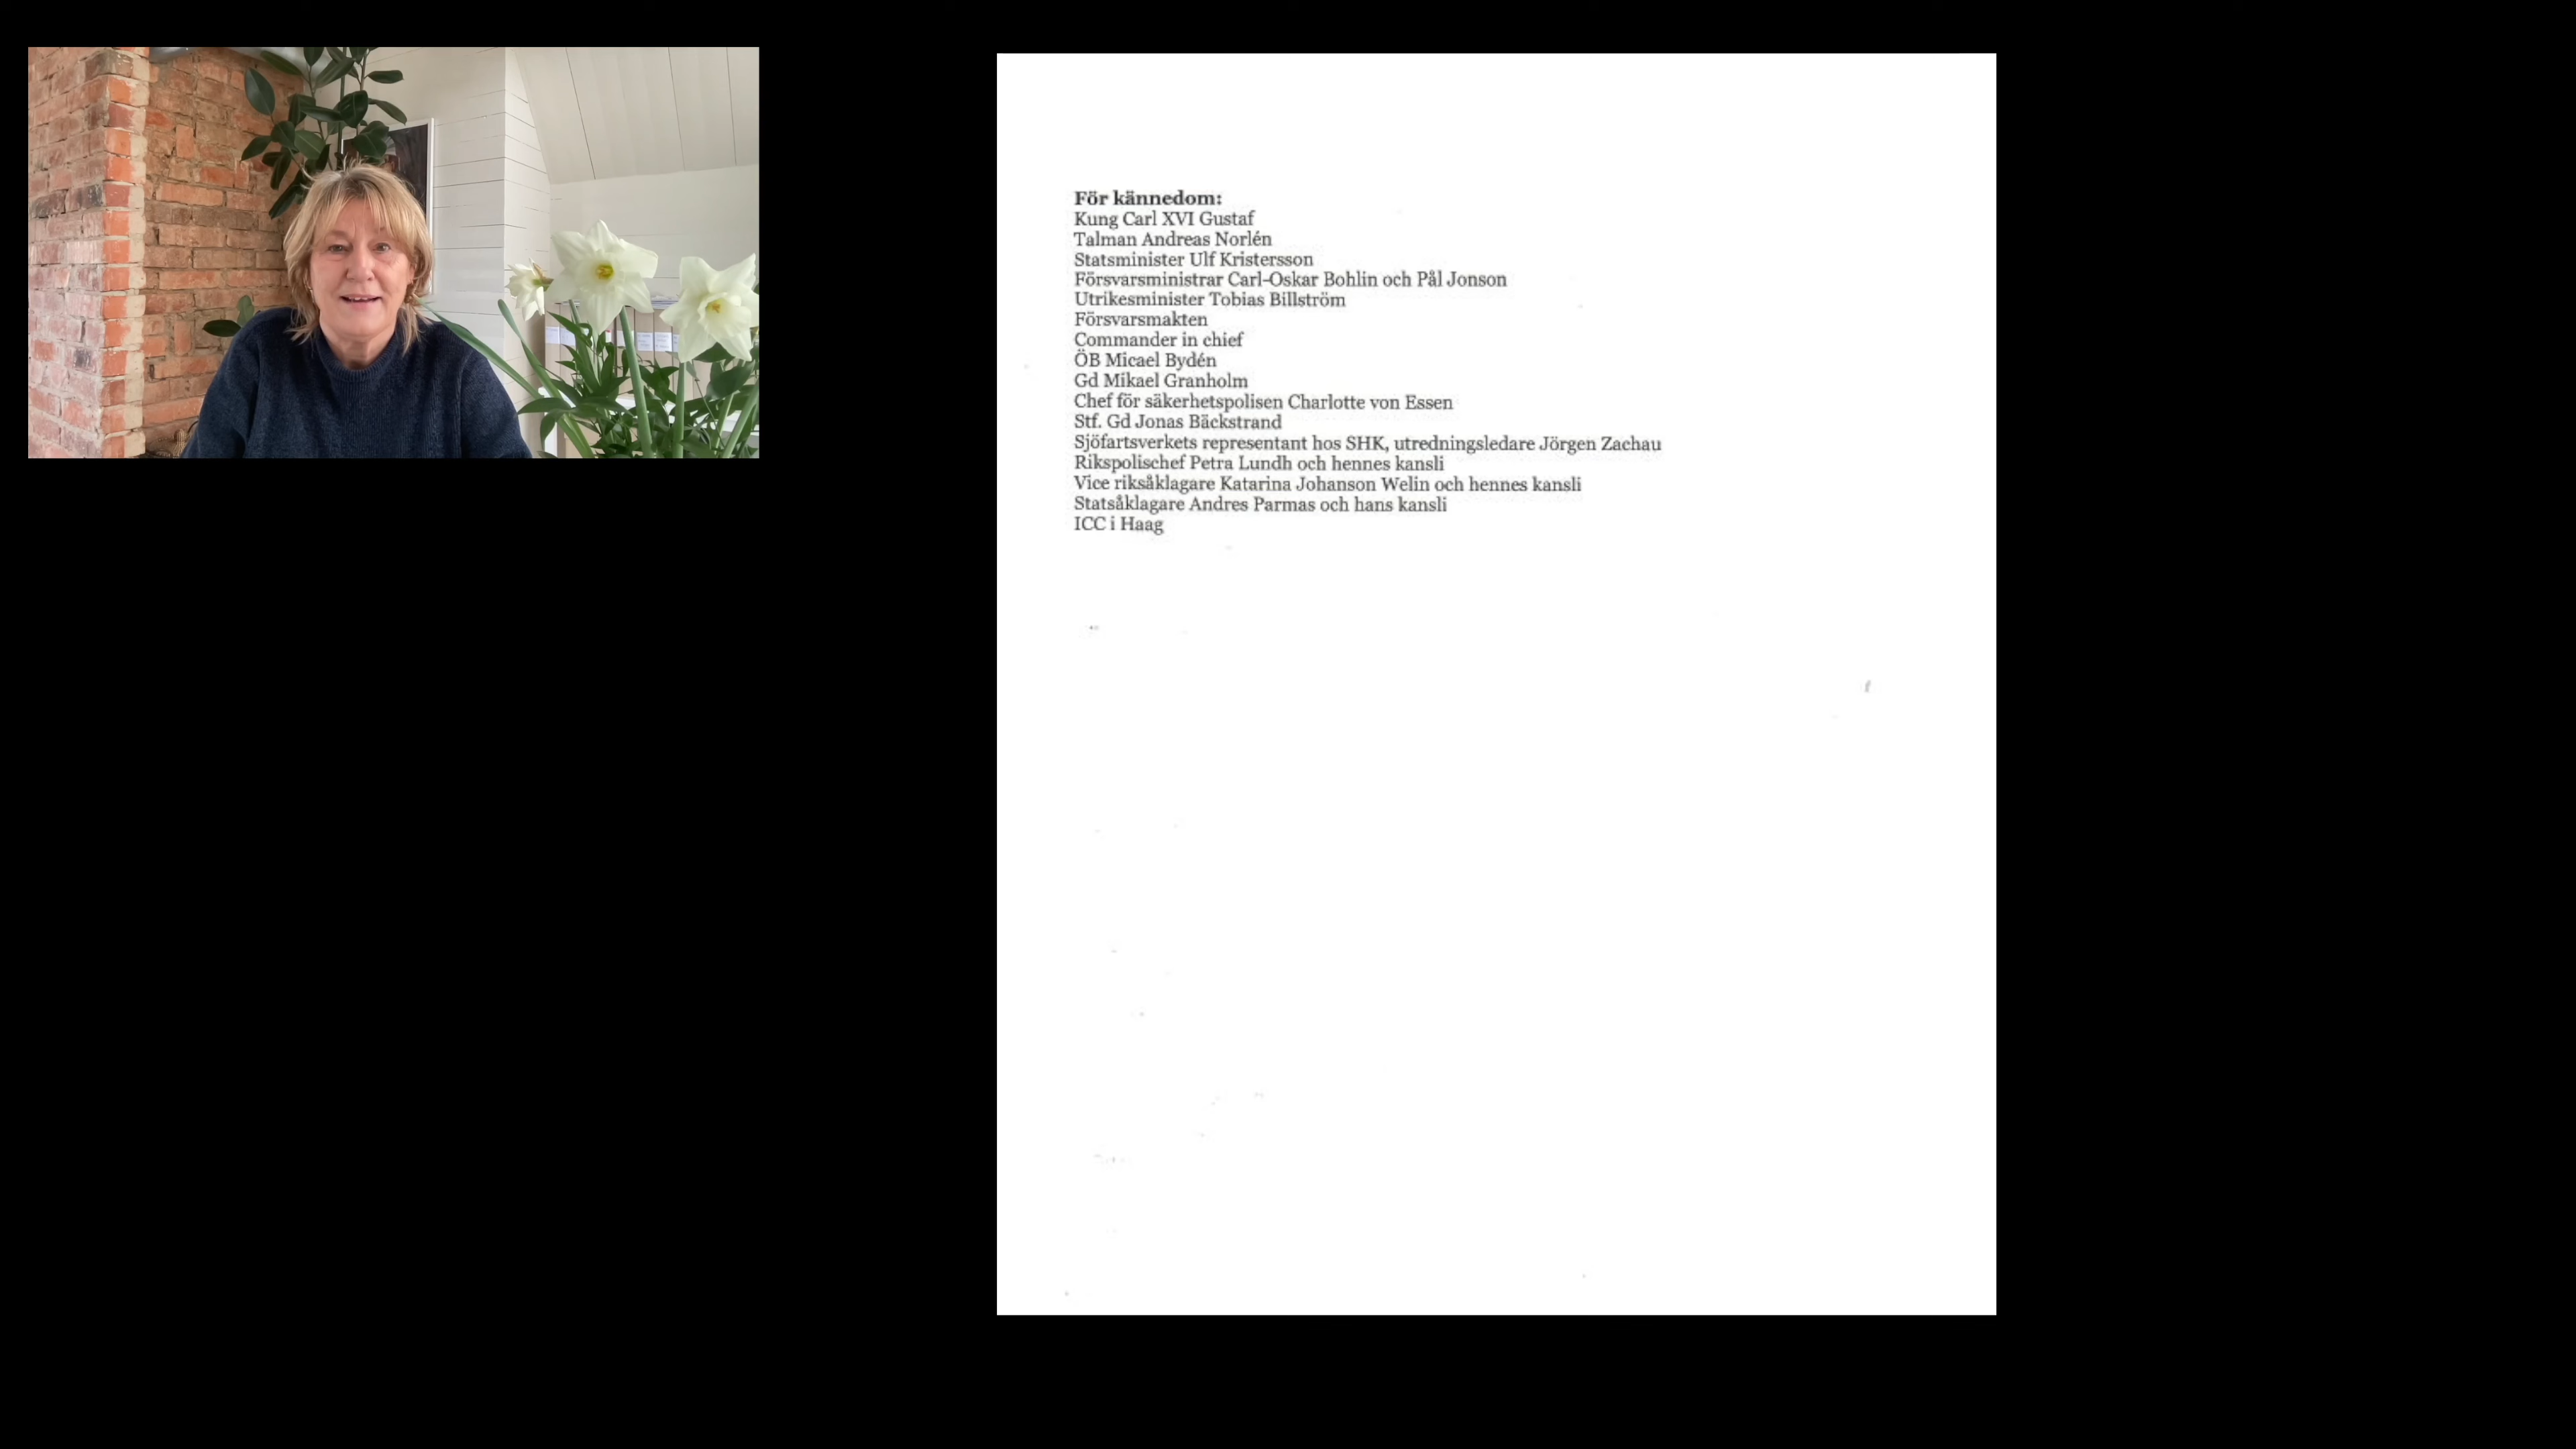 För kännedom:
Kung Carl XVI Gustaf
Talman Andreas Norlén
Statsminister Ulf Kristersson
Försvarsministrar Carl-Oskar Bohlin och Pål Jonson
Utrikesminister Tobias Billström
Försvarsmakten
Commander in chief
ÖB Micael Bydén
Gd Mikael Granholm
Chef för säkerhetspolisen Charlotte von Essen
Stf. Gd Jonas Bäckstrand
Sjöfartsverkets representant hos SHK, utredningsledare Jörgen Zachau
Rikspolischef Petra Lundh och hennes kansli
Vice riksåklagare Katarina Johanson Welin och hennes kansli
Statsåklagare Andres Parmas och hans kansli
ICC i Haag